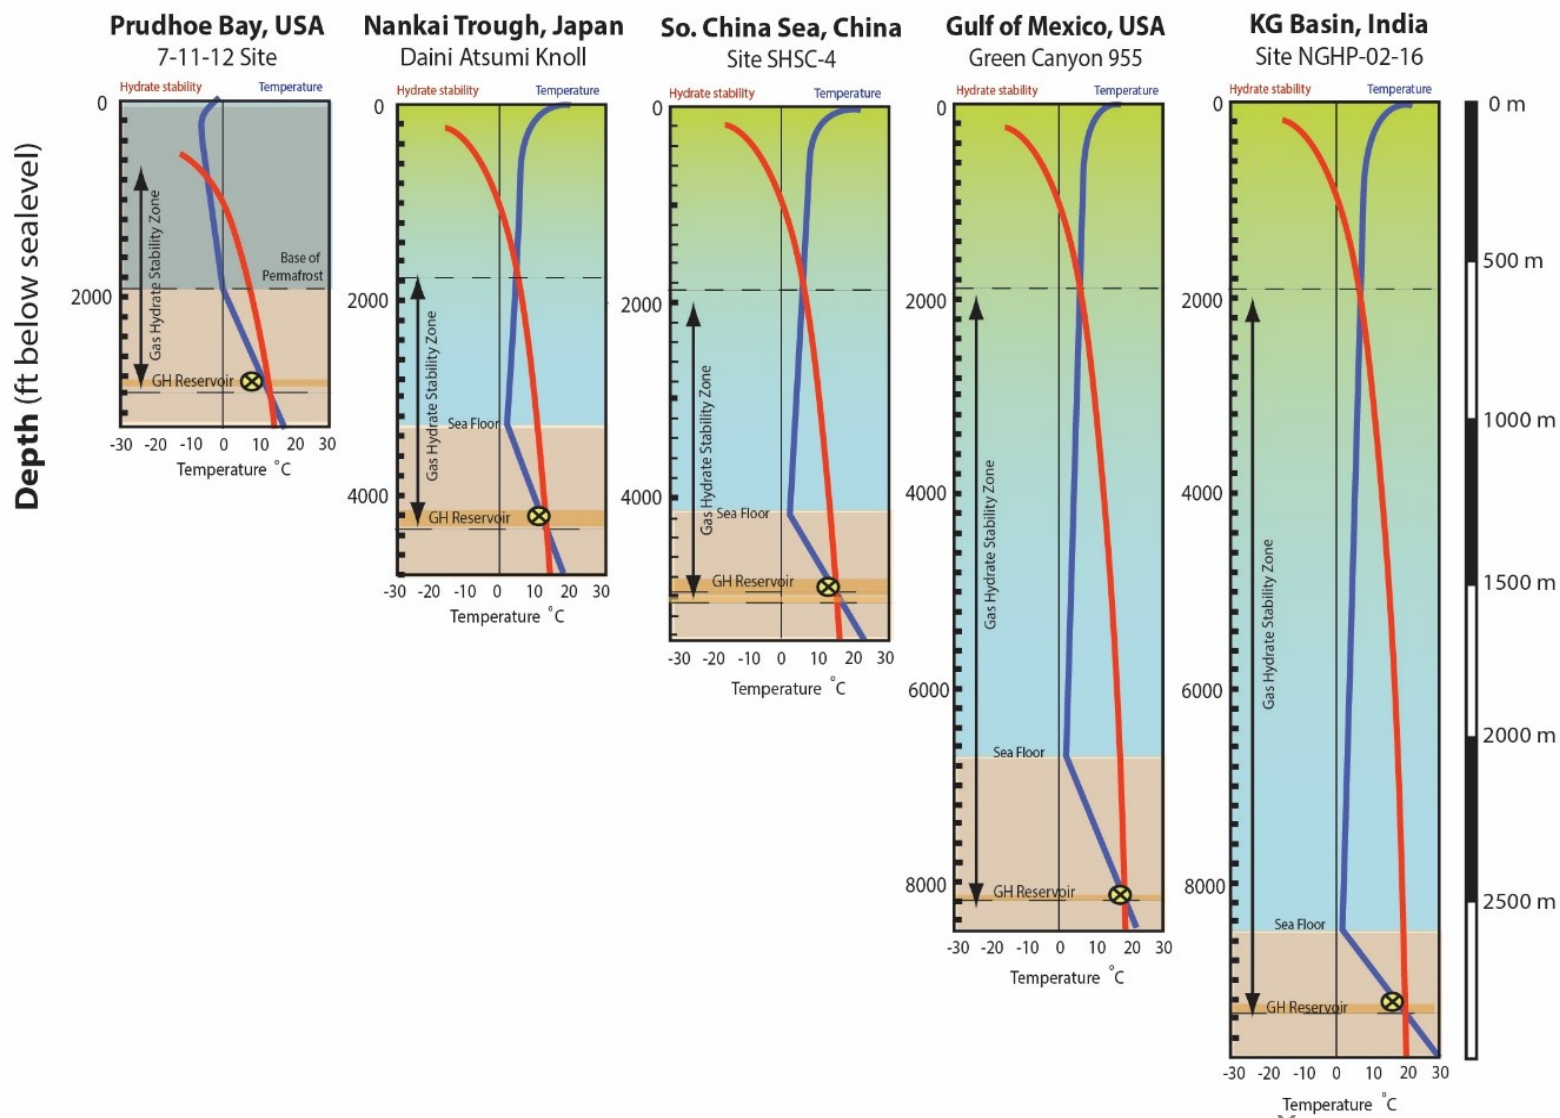 Depth (ft below sealevel)
Prudhoe Bay, USA
7-11-12 Site
Hydrate stability
Temperature
0
2000
Gas Hydrate Stability Zone
Base of
Permafrost
GH Reservoir
-30 -20 -10 0 10 20 30
Temperature °C
Nankai Trough, Japan
Daini Atsumi Knoll
Hydrate stability
Temperature
0
2000
4000
Gas Hydrate Stability Zone
Sea Floor
GH Reservoir
-30 -20 -10 0 10 20 30
Temperature °C
So. China Sea, China
Site SHSC-4
Hydrate stability
Temperature
0
2000
4000
Gas Hydrate Stability Zone
Sea Floor
GH Reservoir
-30 -20 -10 0 10 20 30
Temperature °C
Gulf of Mexico, USA
Green Canyon 955
Hydrate stability
Temperature
0
2000
4000
6000
8000
Gas Hydrate Stability Zone
Sea Floor
GH Reservoir
-30 -20 -10 0 10 20 30
Temperature °C
KG Basin, India
Site NGHP-02-16
Hydrate stability
Temperature
0
2000
4000
6000
8000
Gas Hydrate Stability Zone
Sea Floor
GH Reservoir
-30 -20 -10 0 10 20 30
Temperature °C
0 m
500 m
1000 m
1500 m
2000 m
2500 m